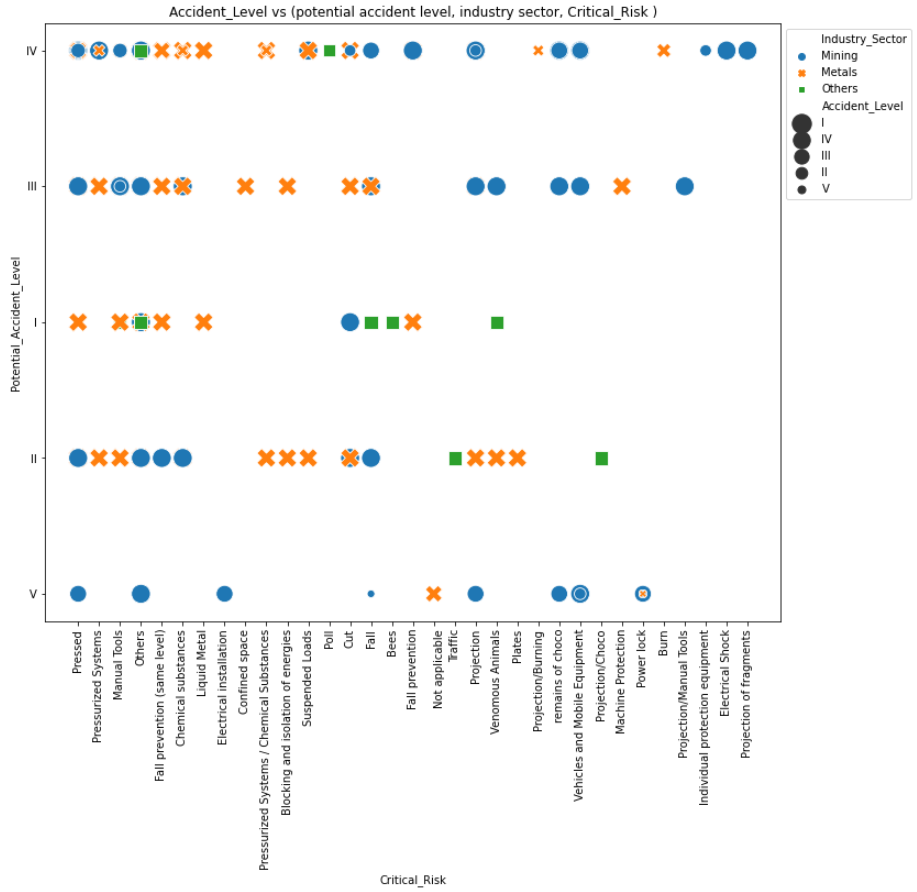 Accident_Level vs (potential accident level, industry sector, Critical_Risk )
Industry_Sector
Mining
Metals
Others
Accident_Level
I
IV
III
II
V
Potential_Accident_Level
IV
III
I
II
V
Pressed
Pressurized Systems
Manual Tools
Others
Fall prevention (same level)
Chemical substances
Liquid Metal
Electrical installation
Confined space
Pressurized Systems / Chemical Substances
Blocking and isolation of energies
Suspended Loads
Poll
Cut
Fall
Bees
Fall prevention
Not applicable
Traffic
Projection
Venomous Animals
Plates
Projection/Burning
remains of choco
Vehicles and Mobile Equipment
Projection/Choco
Machine Protection
Power lock
Burn
Projection/Manual Tools
Individual protection equipment
Electrical Shock
Projection of fragments
Critical_Risk